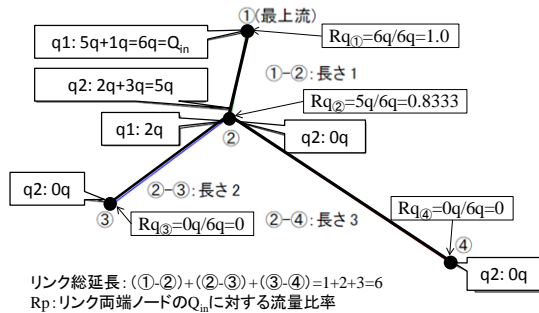 ①(最上流)
q1: 5q+1q=6q=Qin
Rq①=6q/6q=1.0
①-②: 長さ1
q2: 2q+3q=5q
Rq②=5q/6q=0.8333
q1: 2q
②
q2: 0q
q2: 0q
②-③: 長さ2
Rq④=0q/6q=0
③
Rq③=0q/6q=0
②-④: 長さ3
④
q2: 0q
リンク総延長: (①-②)+(②-③)+(③-④)=1+2+3=6
Rp: リンク両端ノードのQinに対する流量比率